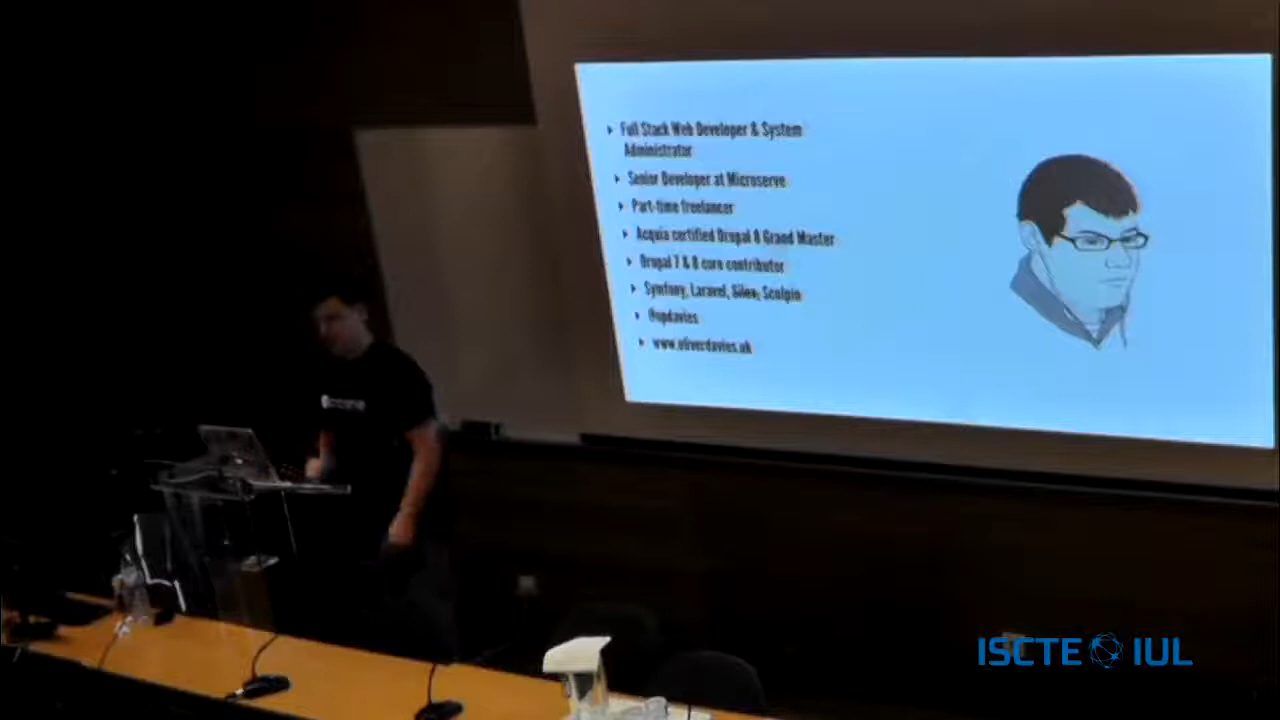 Full Stack Web Developer & System
Administrator
Senior Developer at Microserve
Part-time freelancer
Acquia certified Drupal 8 Grand Master
Drupal 7 & 8 core contributor
Symfony, Laravel, Silex, Sculpin
@opdavies
www.oliverdavies.uk
ISCTE IUL